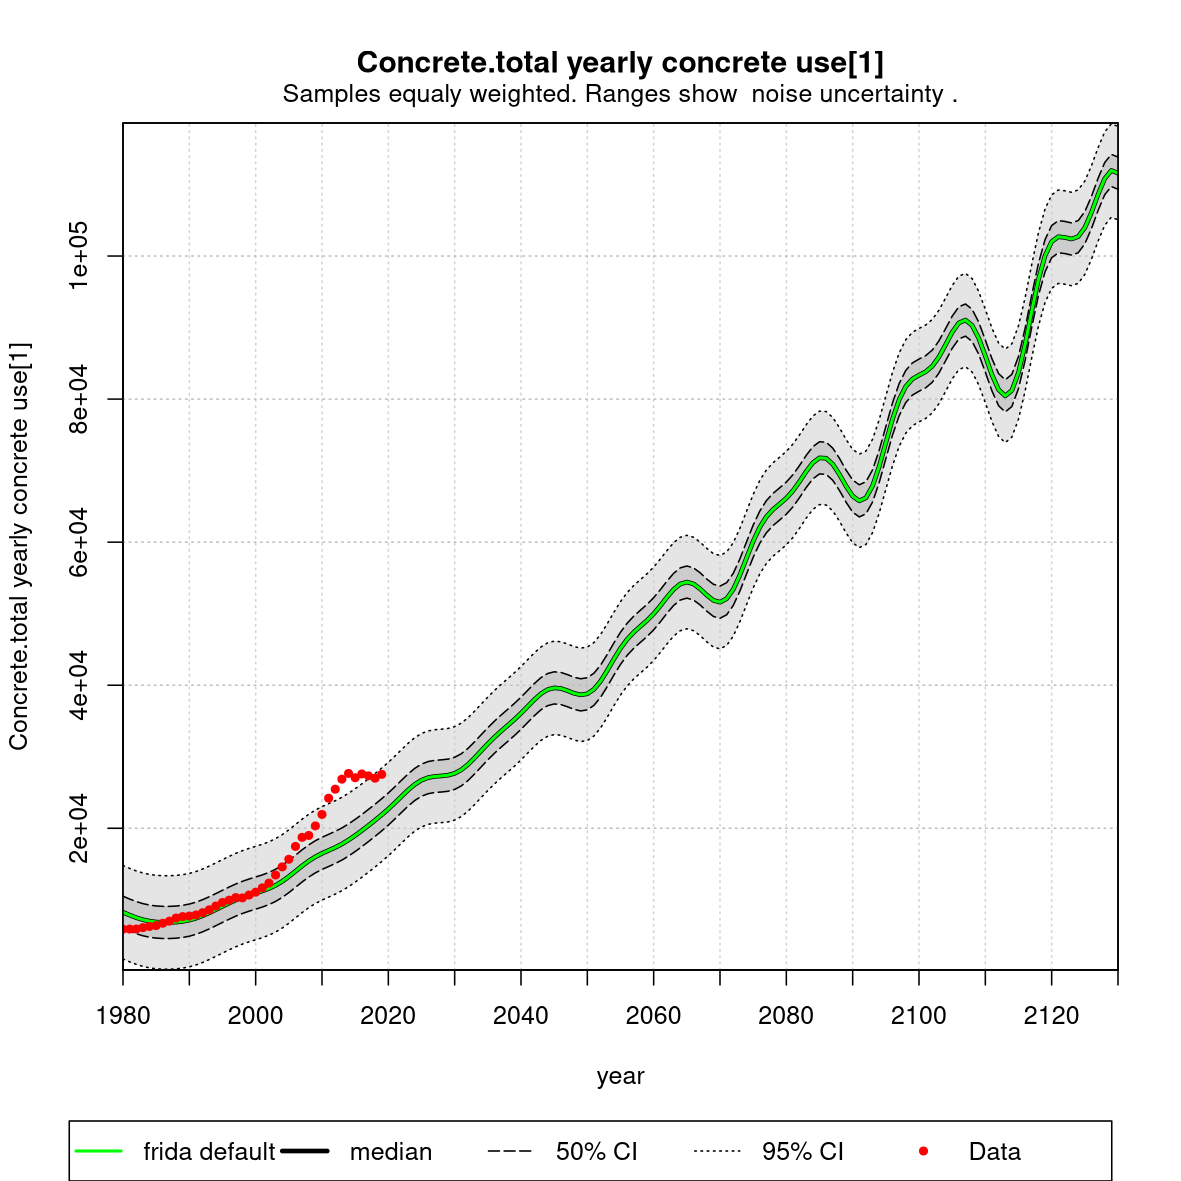 Concrete.total yearly concrete use[1]
Samples equaly weighted. Ranges show  noise uncertainty .
Concrete.total yearly concrete use[1]
1e+05
8e+04
6e+04
4e+04
2e+04
1980 2000 2020 2040 2060 2080 2100 2120
year
frida default median 50% CI 95% CI Data